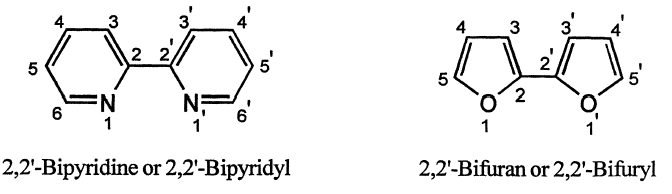 4 3 3' 4'
5 2 2' 5'
6 N 1 N 1' 6'
2,2'-Bipyridine or 2,2'-Bipyridyl
4 3 3' 4'
5 2 2' 5'
O 1 O 1'
2,2'-Bifuran or 2,2'-Bifuryl